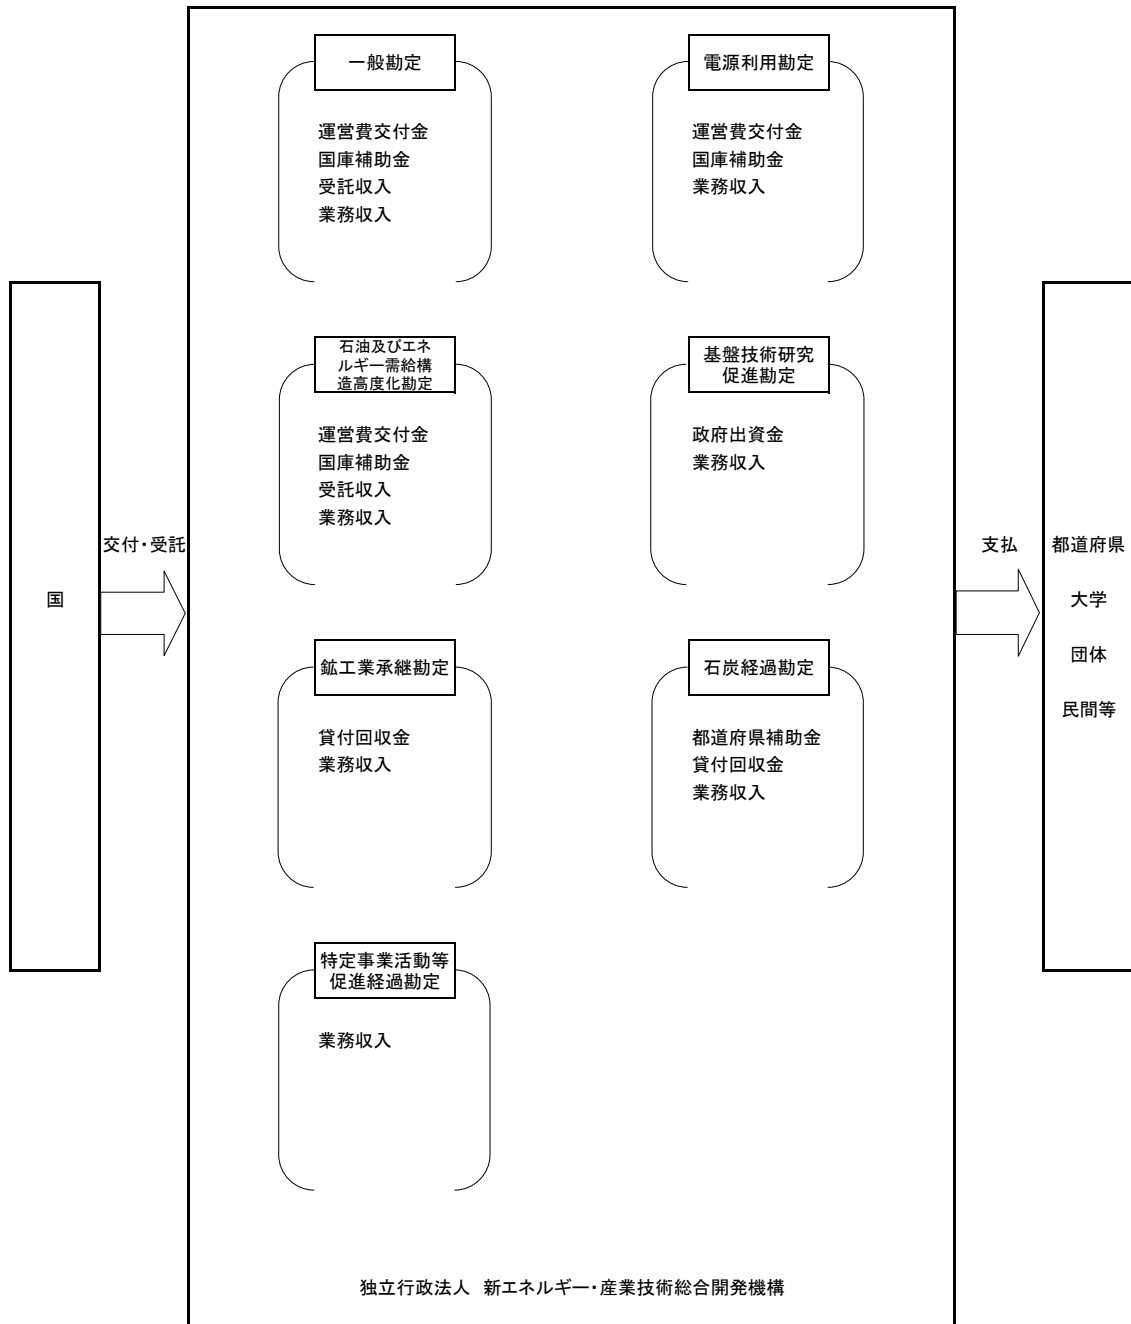 一般勘定
運営費交付金
国庫補助金
受託収入
業務収入
電源利用勘定
運営費交付金
国庫補助金
業務収入
石油及びエネ
ルギー需給構
造高度化勘定
運営費交付金
国庫補助金
受託収入
業務収入
基盤技術研究
促進勘定
政府出資金
業務収入
国
交付・受託
支払
都道府県
大学
団体
民間等
鉱工業承継勘定
貸付回収金
業務収入
石炭経過勘定
都道府県補助金
貸付回収金
業務収入
特定事業活動等
促進経過勘定
業務収入
独立行政法人 新エネルギー・産業技術総合開発機構